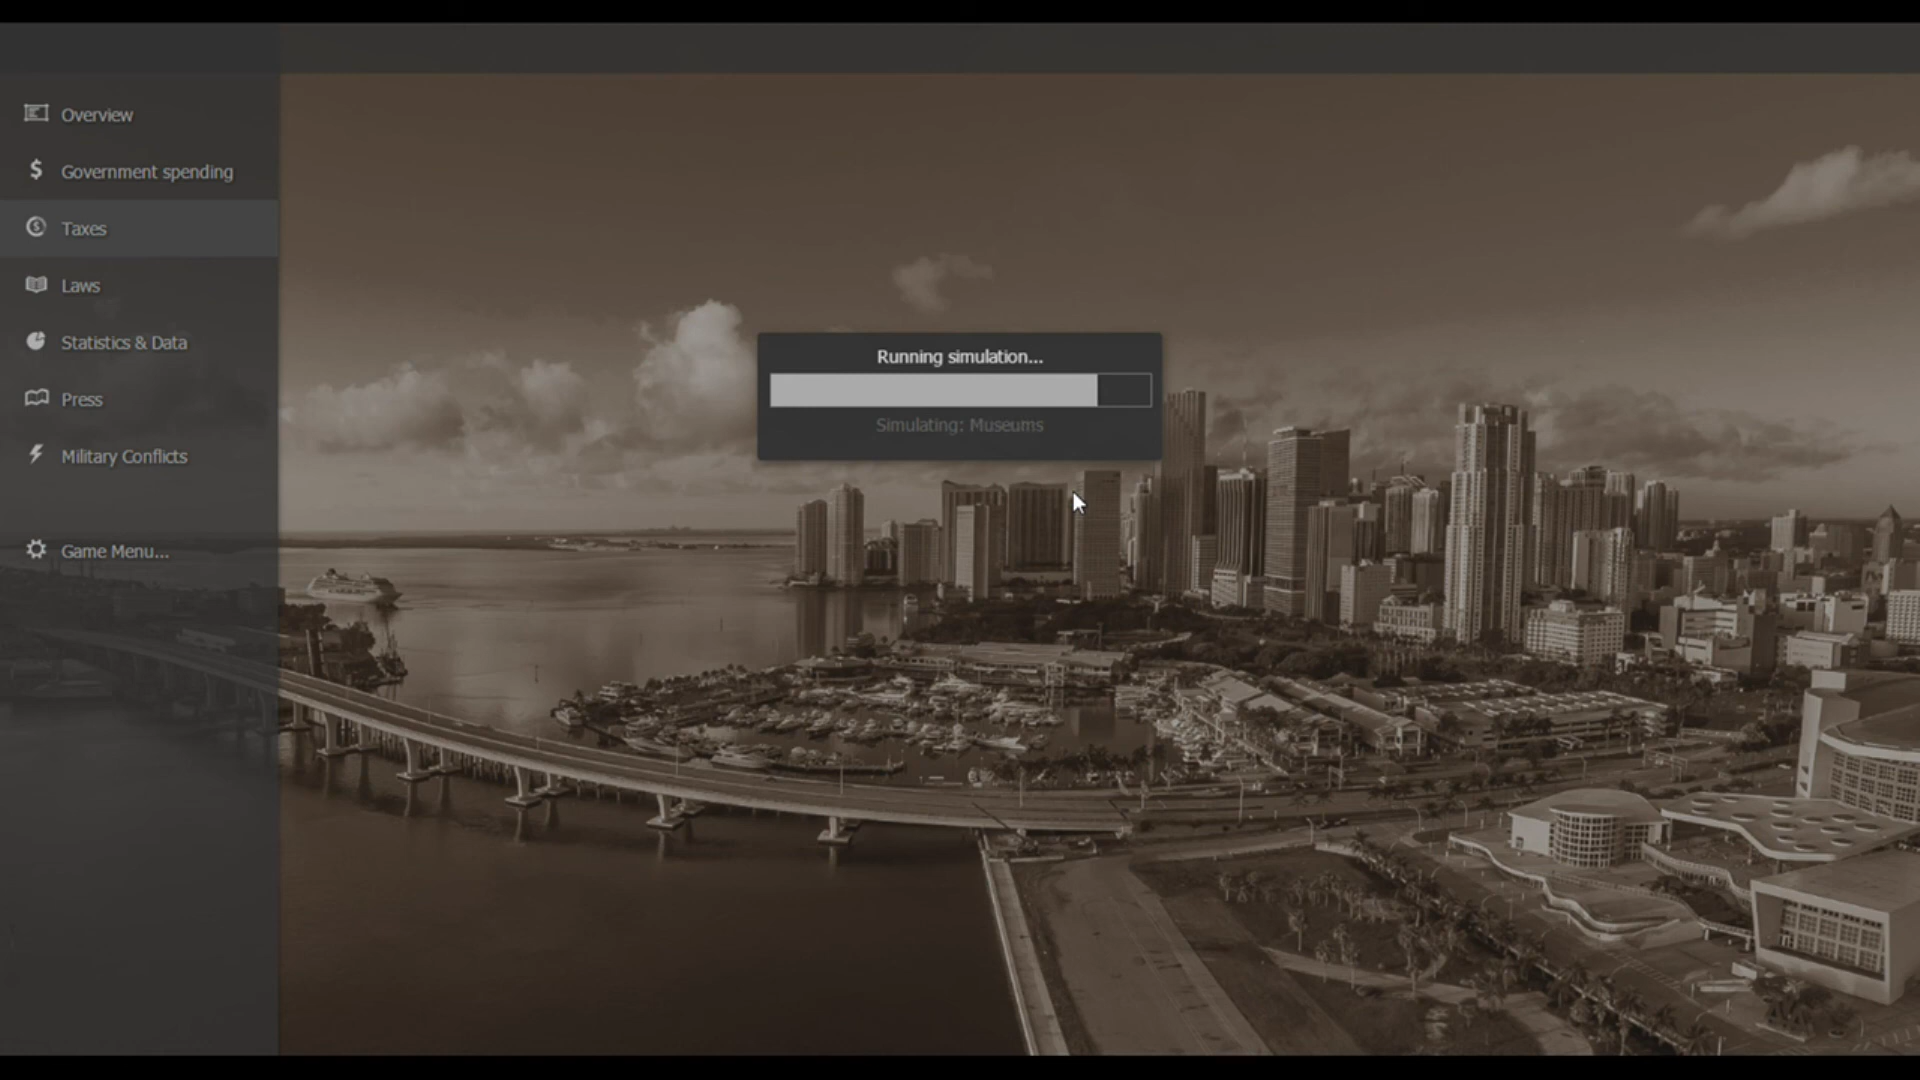 Overview
Government spending
Taxes
Laws
Statistics & Data
Press
Military Conflicts
Game Menu...
Running simulation...
Simulating: Museums